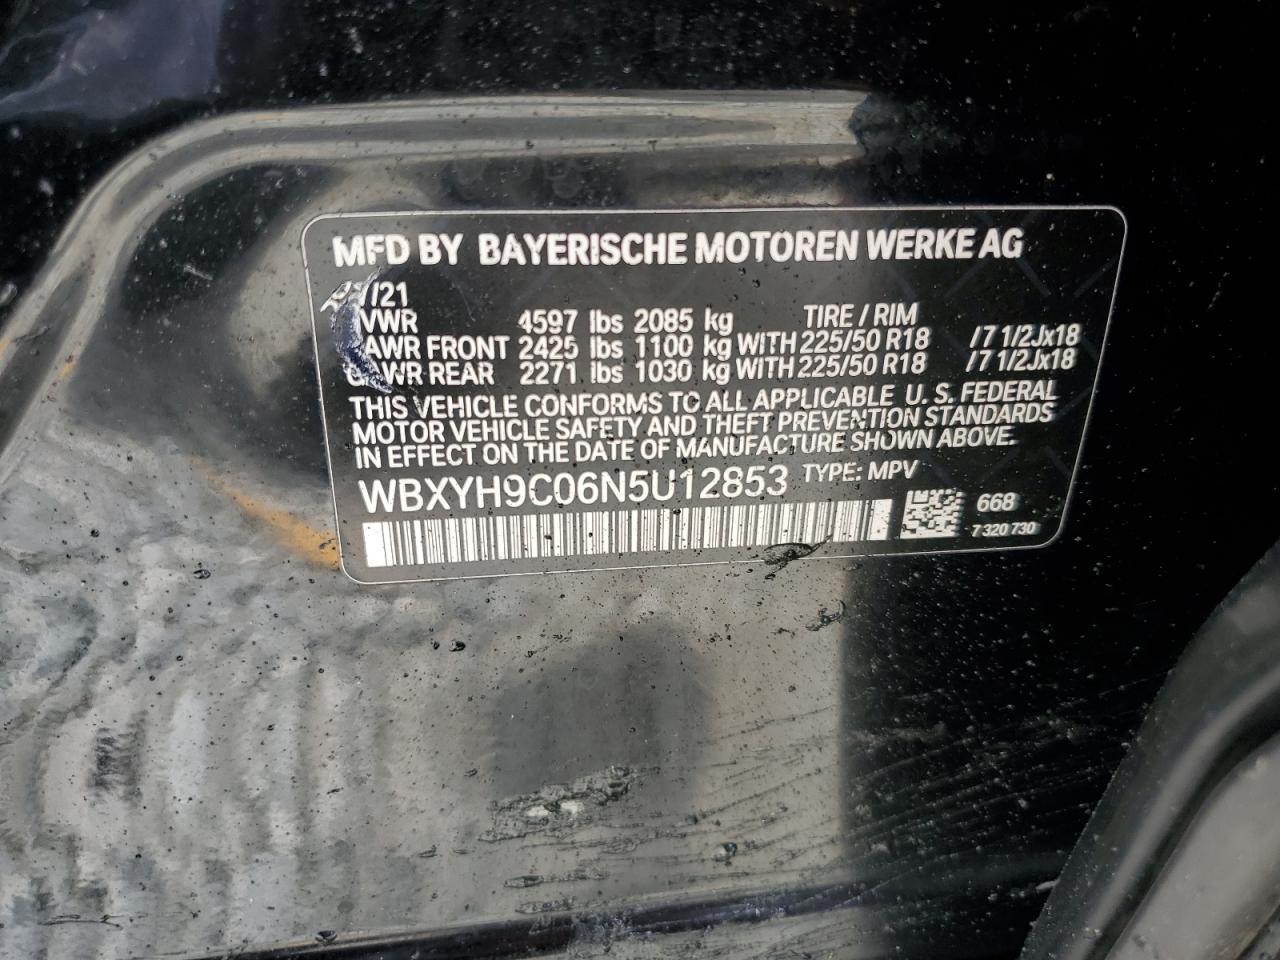 MFD BY BAYERISCHE MOTOREN WERKE AG
/21
VWR 4597 lbs 2085 kg TIRE / RIM
AWR FRONT 2425 lbs 1100 kg WITH 225/50 R18 /7 1/2Jx18
GAWR REAR 2271 lbs 1030 kg WITH 225/50 R18 /7 1/2Jx18
THIS VEHICLE CONFORMS TO ALL APPLICABLE U. S. FEDERAL
MOTOR VEHICLE SAFETY AND THEFT PREVENTION STANDARDS
IN EFFECT ON THE DATE OF MANUFACTURE SHOWN ABOVE.
WBXYH9C06N5U12853 TYPE: MPV
668
7 320 730